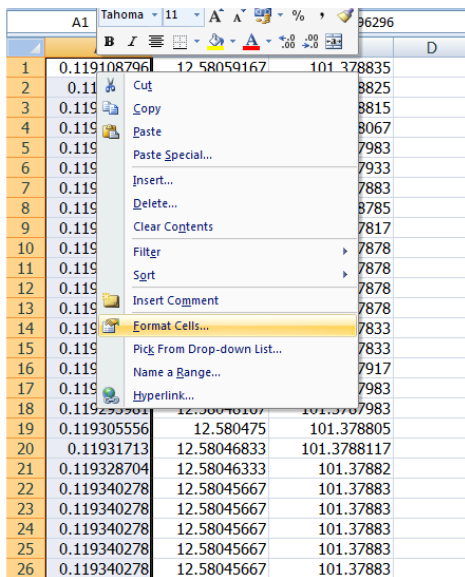 A1 Tahoma 11 A A % , 96296
B I A .00 .00
D
1 0.119108796 12.58059167 101.378835
2 0.11 Cut 8825
3 0.119 Copy 8815
4 0.119 Paste 8067
5 0.119 Paste Special... 7983
6 0.119 Insert... 7933
7 0.119 Delete... 7883
8 0.119 8785
9 0.119 Clear Contents 7817
10 0.119 Filter 7878
11 0.119 Sort 7878
12 0.119 7878
13 0.119 Insert Comment 7878
14 0.119 Format Cells... 7833
15 0.119 Pick From Drop-down List... 7833
16 0.119 Name a Range... 7917
17 0.119 Hyperlink... 7983
18 0.119293981 101.3787983
19 0.119305556 12.580475 101.378805
20 0.11931713 12.58046833 101.3788117
21 0.119328704 12.58046333 101.37882
22 0.119340278 12.58045667 101.37883
23 0.119340278 12.58045667 101.37883
24 0.119340278 12.58045667 101.37883
25 0.119340278 12.58045667 101.37883
26 0.119340278 12.58045667 101.37883